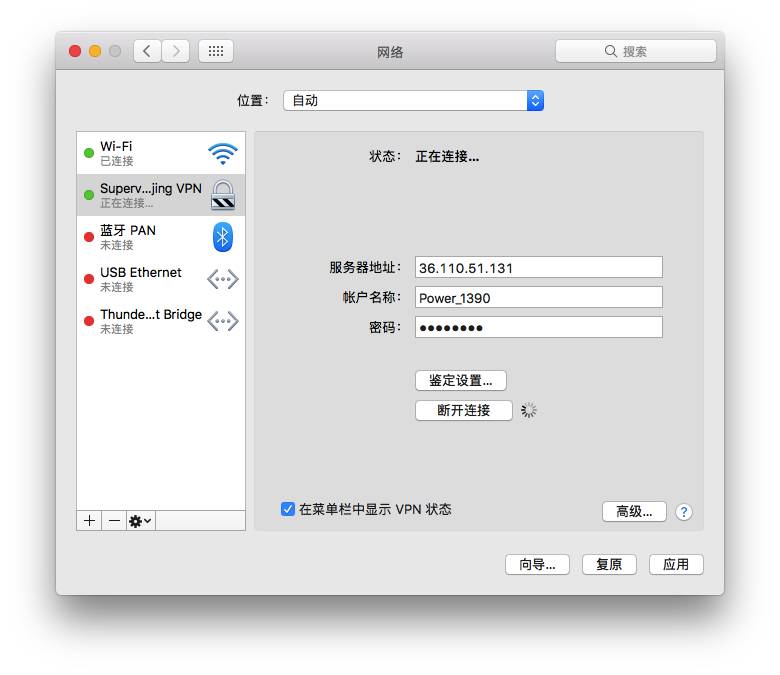 网络
搜索
位置：
自动
Wi-Fi
已连接
Superv...jing VPN
正在连接...
蓝牙 PAN
未连接
USB Ethernet
未连接
Thunde...t Bridge
未连接
状态： 正在连接...
服务器地址： 36.110.51.131
帐户名称： Power_1390
密码： ●●●●●●●●
鉴定设置...
断开连接
在菜单栏中显示 VPN 状态
高级...
?
向导...
复原
应用